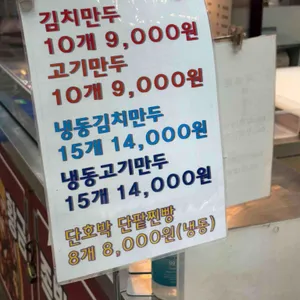 김치만두
10개 9,000원
고기만두
10개 9,000원
냉동김치만두
15개 14,000원
냉동고기만두
15개 14,000원
단호박 단팥찐빵
8개 8,000원(냉동)